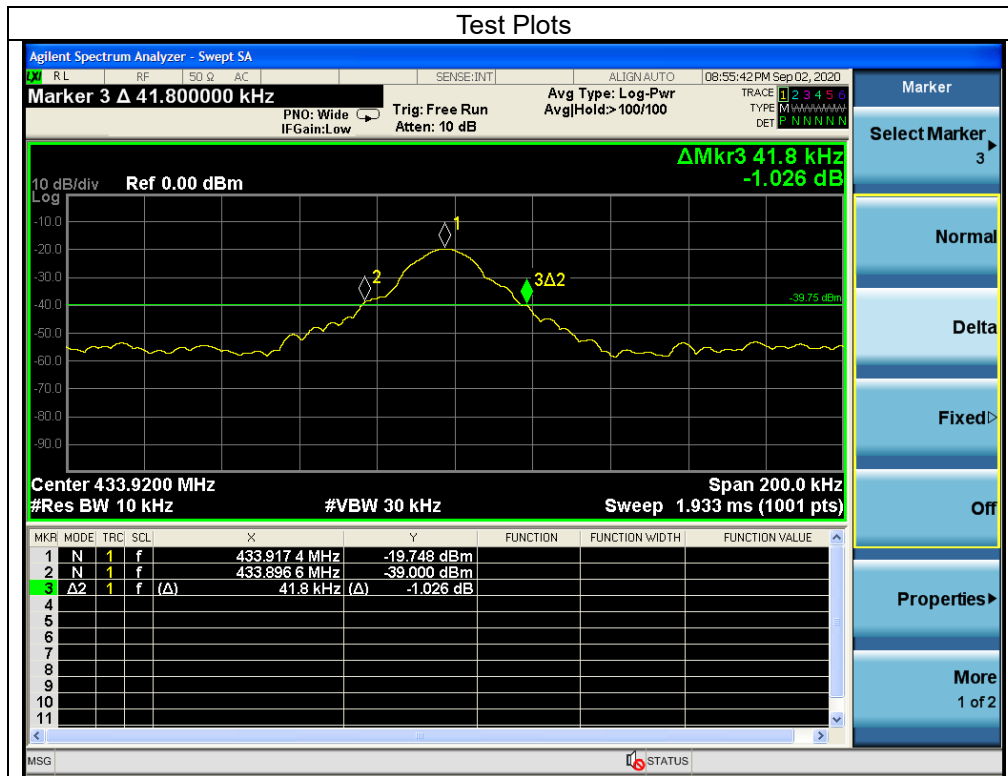 Test Plots
Agilent Spectrum Analyzer - Swept SA
LXI RL RF 50 Ω AC SENSE:INT ALIGN AUTO 08:55:42 PM Sep 02, 2020
Marker 3 Δ 41.800000 kHz
PNO: Wide
IFGain:Low
Trig: Free Run
Atten: 10 dB
Avg Type: Log-Pwr
Avg|Hold:>100/100
TRACE 1 2 3 4 5 6
TYPE M
DET P N N N N N
ΔMkr3 41.8 kHz
-1.026 dB
10 dB/div Ref 0.00 dBm
Log
-10.0
-20.0
-30.0
-40.0
-50.0
-60.0
-70.0
-80.0
-90.0
1
2
3Δ2
-39.75 dBm
Center 433.9200 MHz Span 200.0 kHz
#Res BW 10 kHz #VBW 30 kHz Sweep 1.933 ms (1001 pts)
MKR MODE TRC SCL X Y FUNCTION FUNCTION WIDTH FUNCTION VALUE
1 N 1 f 433.917 4 MHz -19.748 dBm
2 N 1 f 433.896 6 MHz -39.000 dBm
3 Δ2 1 f (Δ) 41.8 kHz (Δ) -1.026 dB
4
5
6
7
8
9
10
11
MSG STATUS
Marker
Select Marker
3
Normal
Delta
Fixed
Off
Properties
More
1 of 2